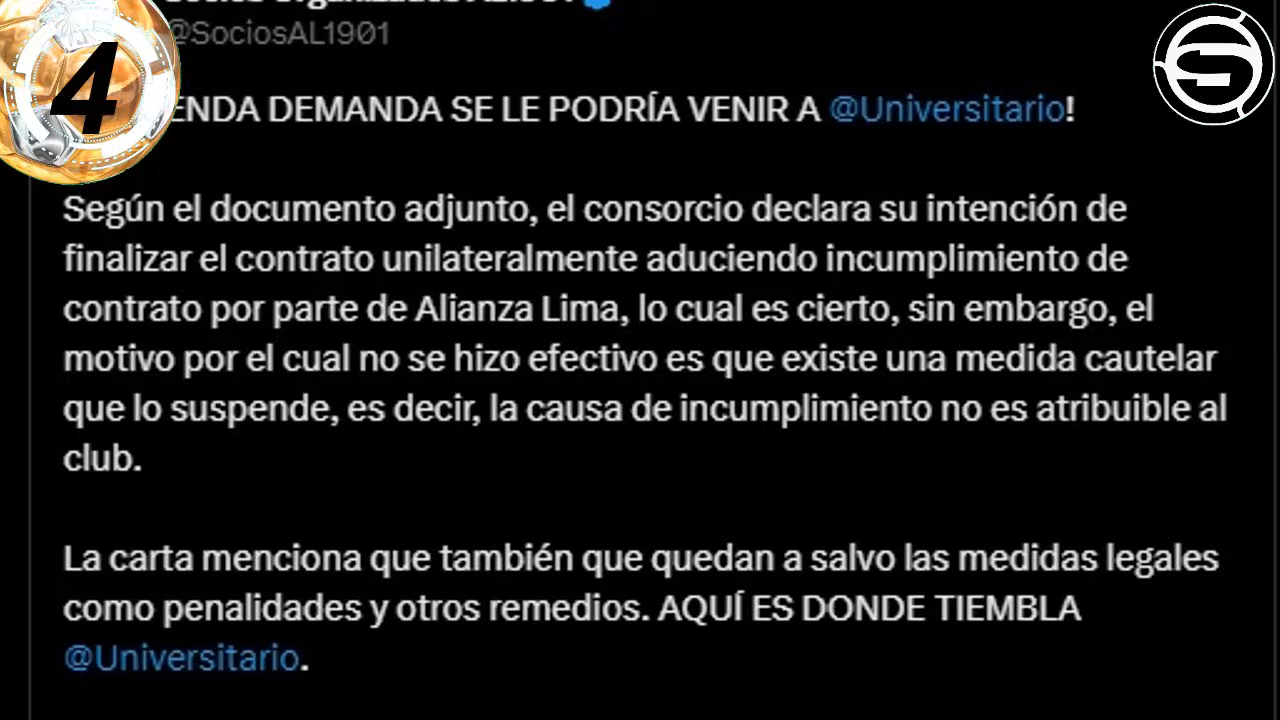 @SociosAL1901
4
ENDA DEMANDA SE LE PODRÍA VENIR A @Universitario!
Según el documento adjunto, el consorcio declara su intención de
finalizar el contrato unilateralmente aduciendo incumplimiento de
contrato por parte de Alianza Lima, lo cual es cierto, sin embargo, el
motivo por el cual no se hizo efectivo es que existe una medida cautelar
que lo suspende, es decir, la causa de incumplimiento no es atribuible al
club.
La carta menciona que también que quedan a salvo las medidas legales
como penalidades y otros remedios. AQUÍ ES DONDE TIEMBLA
@Universitario.